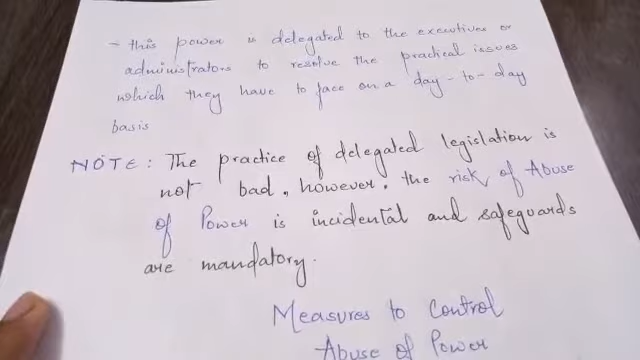 - this power is delegated to the executives or
administrators to resolve the practical issues
which they have to face on a day-to-day
basis
NOTE: The practice of delegated legislation is
not bad, however, the risk of Abuse
of Power is incidental and safeguards
are mandatory.
Measures to control
Abuse of Power